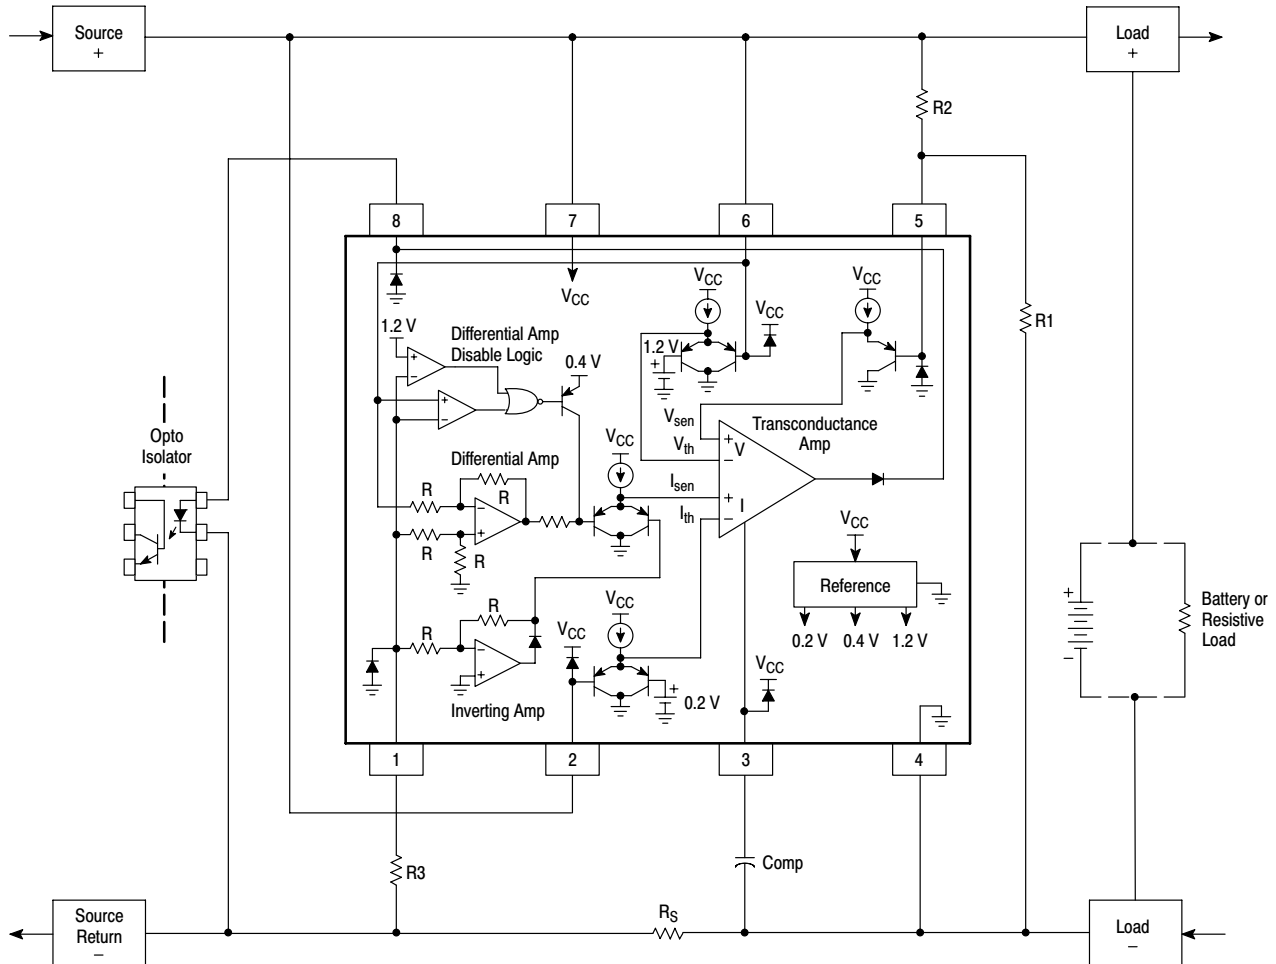 Source
+
Load
+
R2
8
7
6
5
VCC
VCC
VCC
VCC
R1
1.2 V
Differential Amp
Disable Logic
0.4 V
1.2 V
+
+
−
+
−
Opto
Isolator
Vsen
Vth
Transconductance
Amp
VCC
+
V
−
Differential Amp
R
R
−
+
Isen
Ith
+
I
−
R
R
VCC
Reference
0.2 V
0.4 V
1.2 V
+
−
Battery or
Resistive
Load
R
R
VCC
VCC
VCC
−
+
+
0.2 V
Inverting Amp
1
2
3
4
R3
Comp
Source
Return
−
RS
Load
−